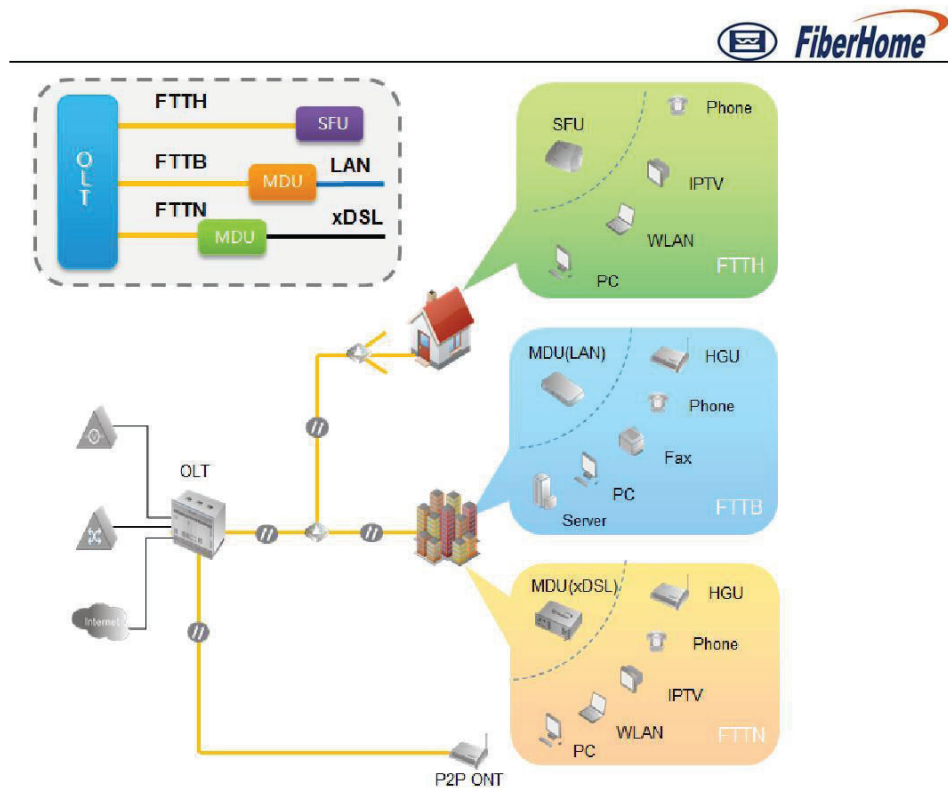 FiberHome
FTTH
SFU
OLT
FTTB
MDU
LAN
FTTN
MDU
xDSL
SFU
Phone
IPTV
WLAN
PC
FTTH
MDU(LAN)
HGU
Phone
Fax
PC
Server
FTTB
OLT
Internet
MDU(xDSL)
HGU
Phone
IPTV
WLAN
PC
FTTN
P2P ONT